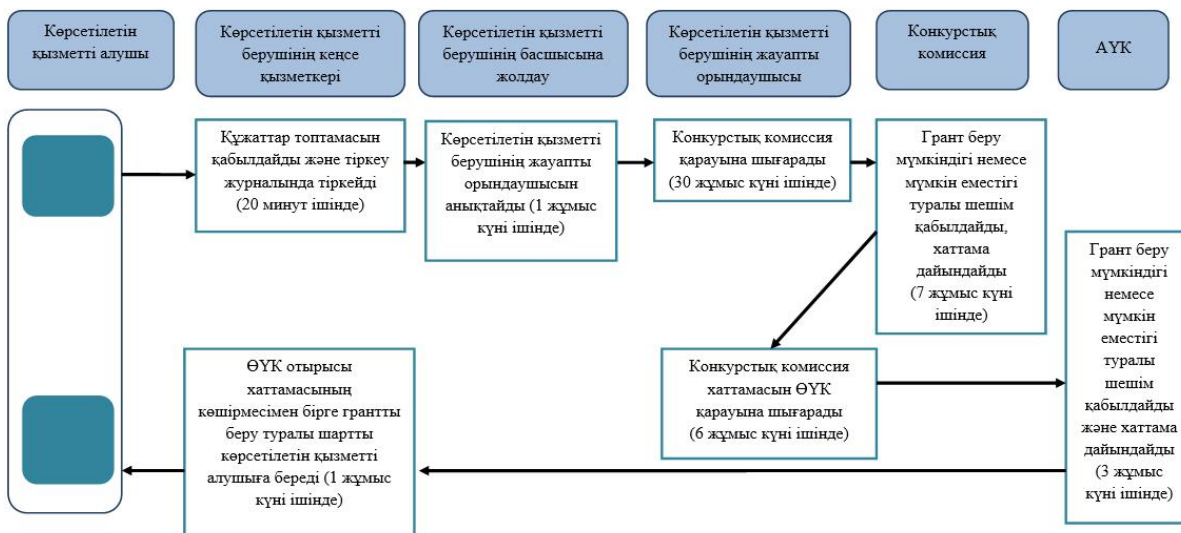 Көрсетілетін
қызметті алушы
Көрсетілетін қызметті
берушінің кеңсе
қызметкері
Көрсетілетін қызметті
берушінің басшысына
жолдау
Көрсетілетін қызметті
берушінің жауапты
орындаушысы
Конкурстық
комиссия
АҮК
Құжаттар топтамасын
қабылдайды және тіркеу
журналында тіркейді
(20 минут ішінде)
Көрсетілетін қызметті
берушінің жауапты
орындаушысын
анықтайды (1 жұмыс
күні ішінде)
Конкурстық комиссия
қарауына шығарады
(30 жұмыс күні ішінде)
Грант беру
мүмкіндігі немесе
мүмкін еместігі
туралы шешім
қабылдайды,
хаттама
дайындайды
(7 жұмыс күні
ішінде)
Грант беру
мүмкіндігі
немесе
мүмкін
еместігі
туралы
шешім
қабылдайды
және хаттама
дайындайды
(3 жұмыс
күні ішінде)
Конкурстық комиссия
хаттамасын ӨҮК
қарауына шығарады
(6 жұмыс күні ішінде)
ӨҮК отырысы
хаттамасының
көшірмесімен бірге грантты
беру туралы шартты
көрсетілетін қызметті
алушыға береді (1 жұмыс
күні ішінде)